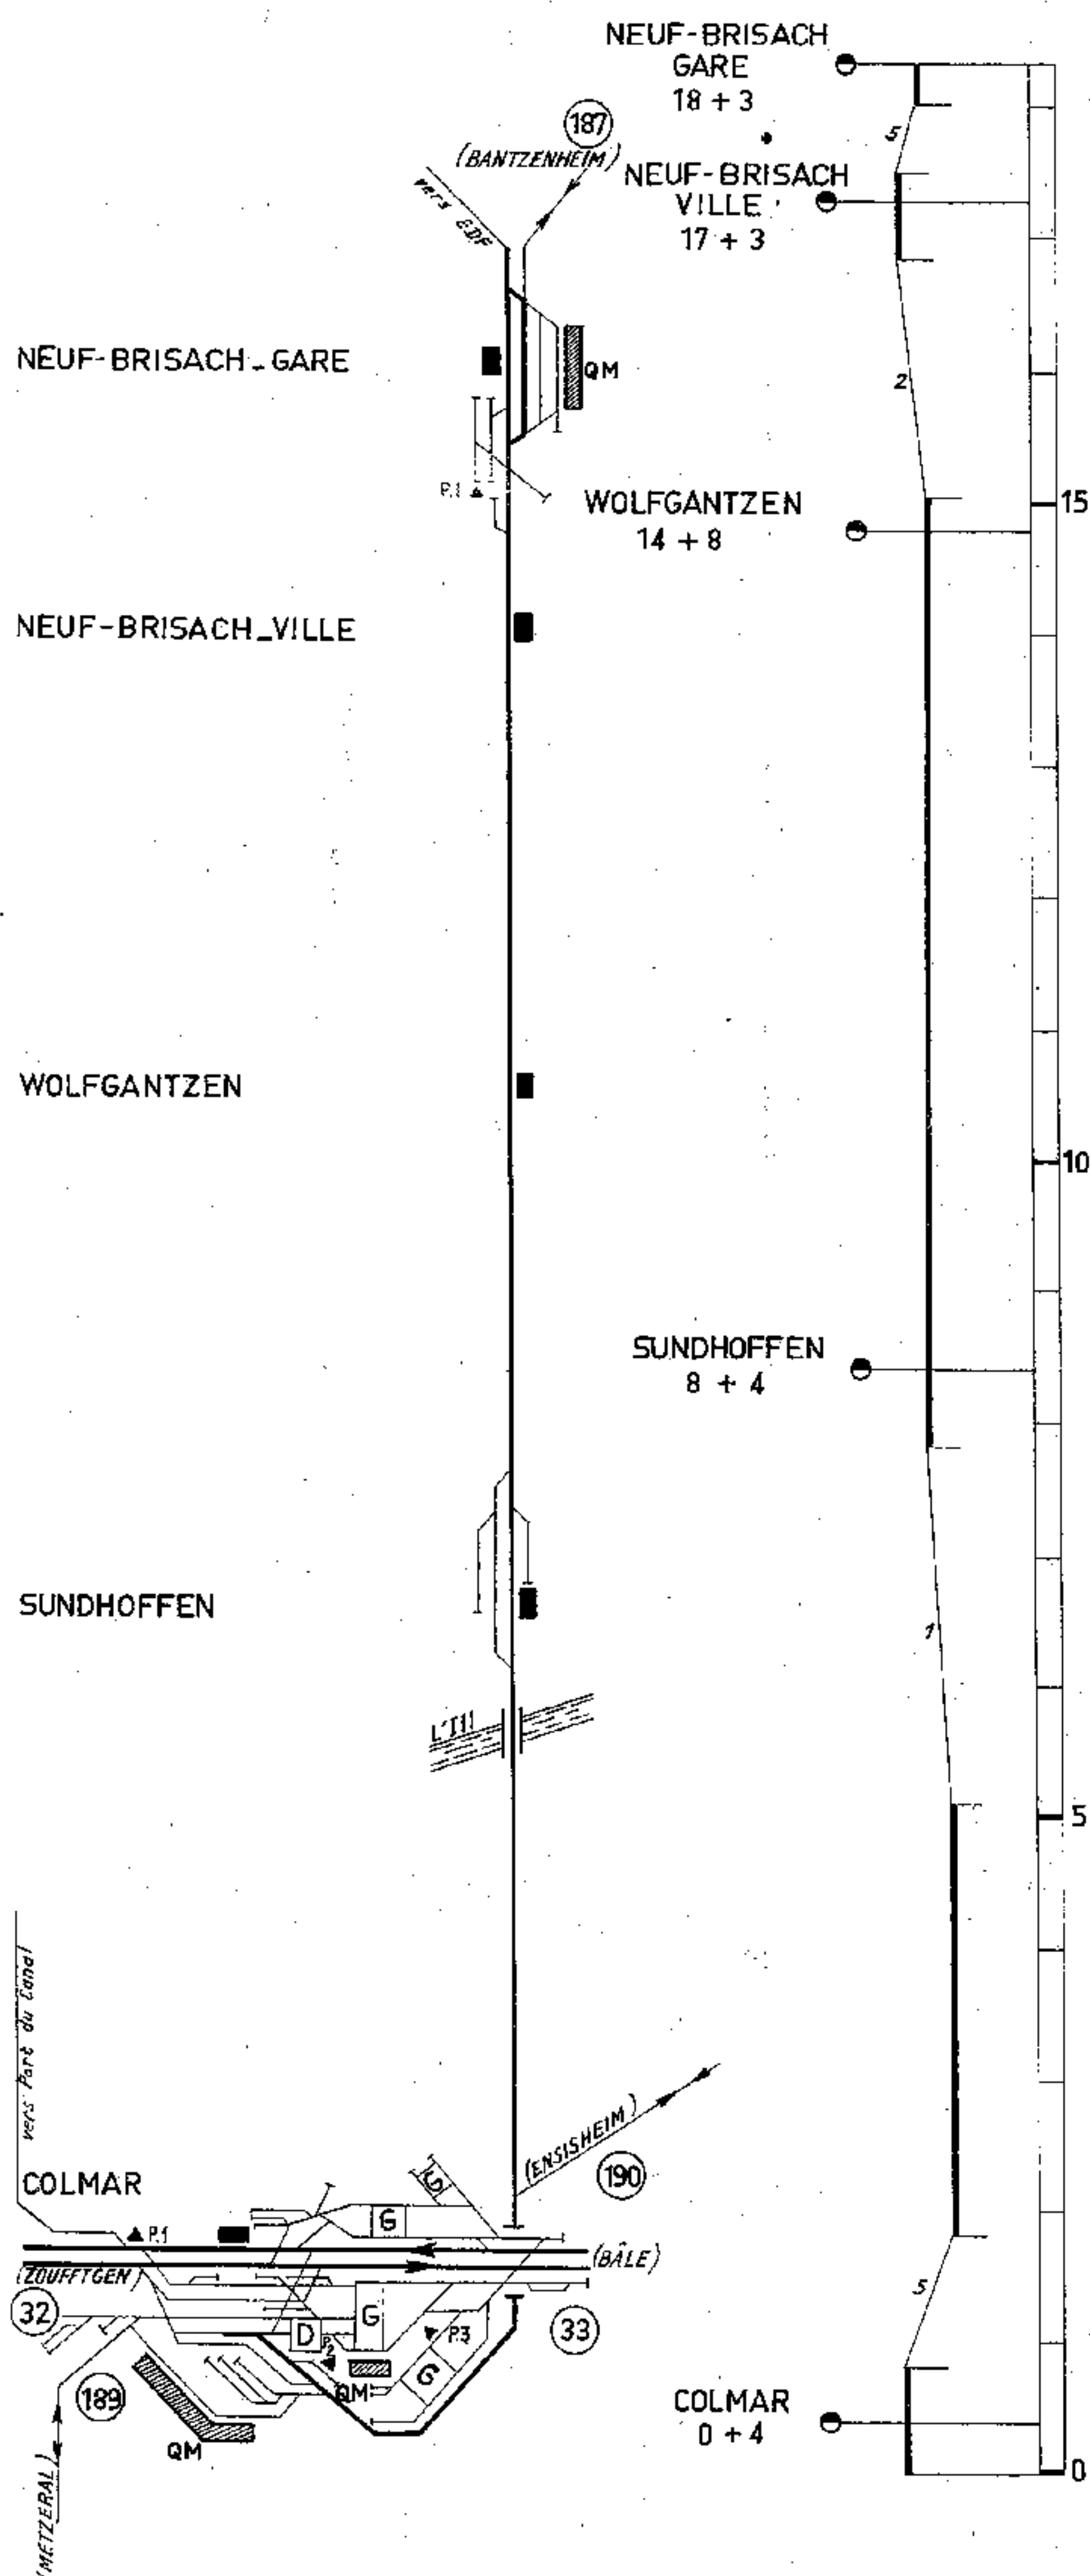 NEUF-BRISACH
GARE
18 + 3
187
(BANTZENHEIM)
5
NEUF-BRISACH
VILLE
17 + 3
vers EDF
NEUF-BRISACH_GARE
QM
2
P.1
WOLFGANTZEN
14 + 8
15
NEUF-BRISACH_VILLE
WOLFGANTZEN
10
SUNDHOFFEN
8 + 4
SUNDHOFFEN
1
L'Ill
5
vers Port du Canal
(ENSISHEIM)
190
COLMAR
G
G
P.1
(BÂLE)
(ZOUFFTGEN)
5
32
G
33
D
P.2
P.3
G
QM
189
COLMAR
0 + 4
QM
0
(METZERAL)